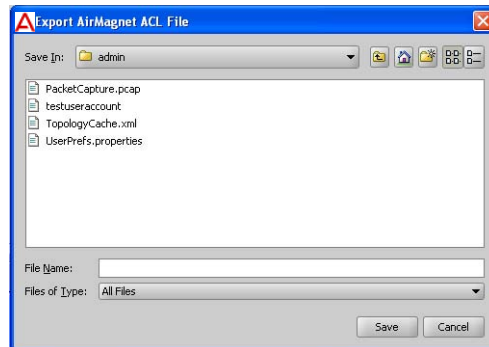 Export AirMagnet ACL File
Save In: admin
PacketCapture.pcap
testuseraccount
TopologyCache.xml
UserPrefs.properties
File Name:
Files of Type: All Files
Save Cancel